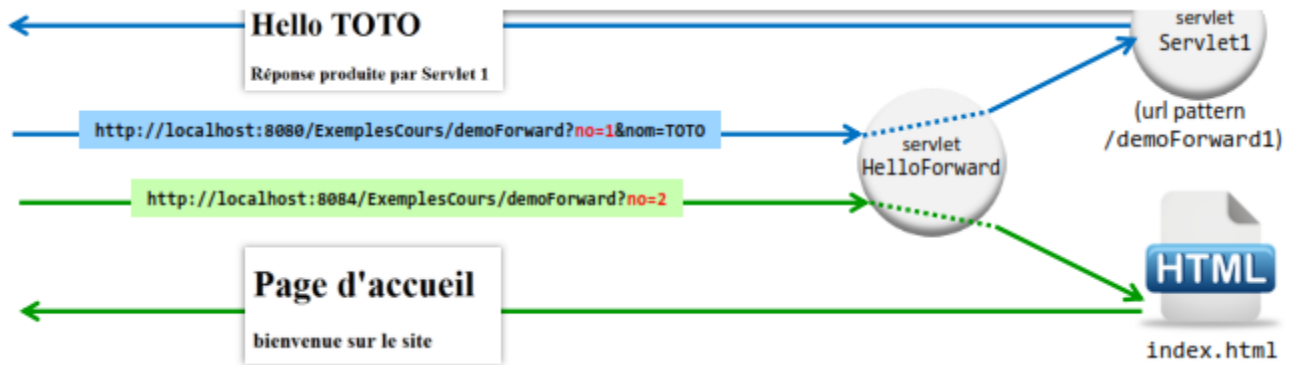 Hello TOTO
Réponse produite par Servlet 1
servlet
Servlet1
(url pattern
/demoForward1)
http://localhost:8080/ExemplesCours/demoForward?no=1&nom=TOTO
servlet
HelloForward
http://localhost:8084/ExemplesCours/demoForward?no=2
Page d'accueil
bienvenue sur le site
HTML
index.html